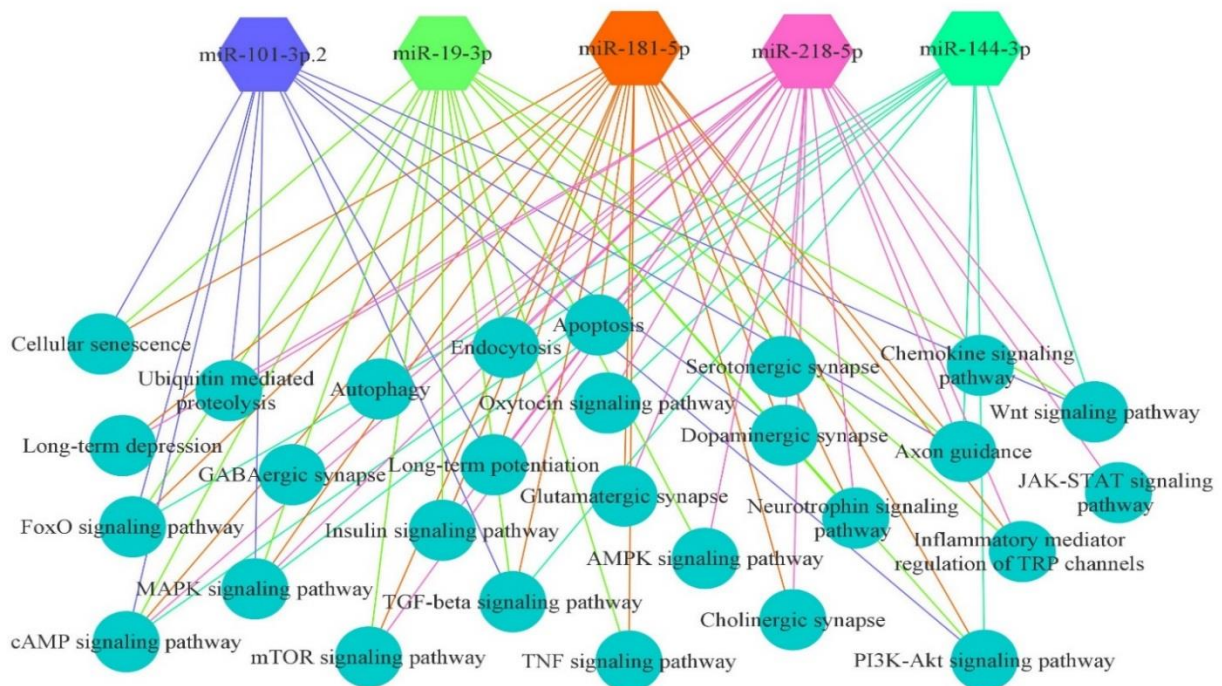 miR-101-3p.2
miR-19-3p
miR-181-5p
miR-218-5p
miR-144-3p
Cellular senescence
Endocytosis
Apoptosis
Serotonergic synapse
Chemokine signaling
pathway
Ubiquitin mediated
proteolysis
Autophagy
Oxytocin signaling pathway
Wnt signaling pathway
Long-term depression
GABAergic synapse
Long-term potentiation
Dopaminergic synapse
Axon guidance
JAK-STAT signaling
pathway
FoxO signaling pathway
Insulin signaling pathway
Glutamatergic synapse
Neurotrophin signaling
pathway
Inflammatory mediator
regulation of TRP channels
MAPK signaling pathway
TGF-beta signaling pathway
AMPK signaling pathway
Cholinergic synapse
cAMP signaling pathway
mTOR signaling pathway
TNF signaling pathway
PI3K-Akt signaling pathway